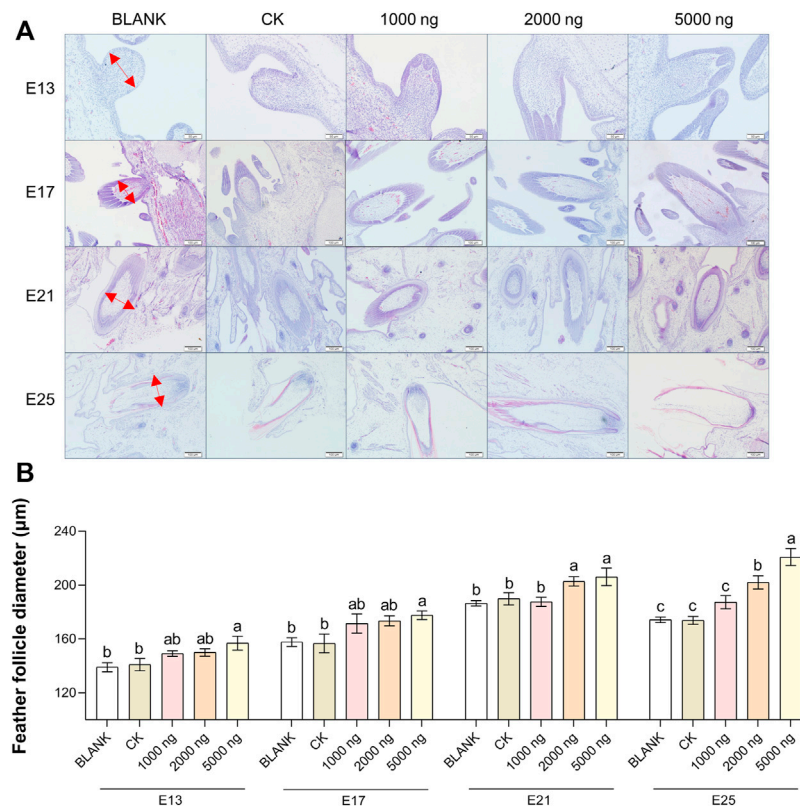 A
BLANK CK 1000 ng 2000 ng 5000 ng
E13
E17
E21
E25
B
Feather follicle diameter (µm)
240
200
160
120
b b ab ab a
b b ab ab a
b b b a a
c c c b a
BLANK CK 1000 ng 2000 ng 5000 ng BLANK CK 1000 ng 2000 ng 5000 ng BLANK CK 1000 ng 2000 ng 5000 ng BLANK CK 1000 ng 2000 ng 5000 ng
E13 E17 E21 E25